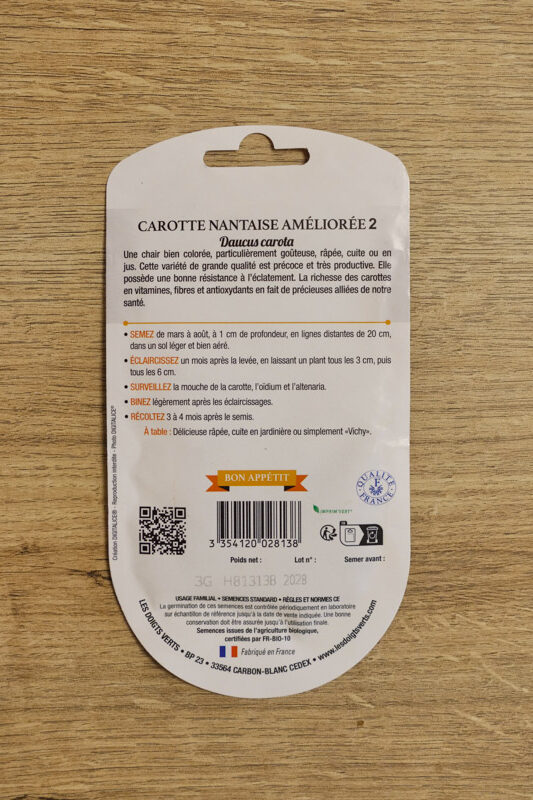 CAROTTE NANTAISE AMÉLIORÉE 2
Daucus carota
Une chair bien colorée, particulièrement goûteuse, râpée, cuite ou en
jus. Cette variété de grande qualité est précoce et très productive. Elle
possède une bonne résistance à l'éclatement. La richesse des carottes
en vitamines, fibres et antioxydants en fait de précieuses alliées de notre
santé.
• SEMEZ de mars à août, à 1 cm de profondeur, en lignes distantes de 20 cm,
dans un sol léger et bien aéré.
• ÉCLAIRCISSEZ un mois après la levée, en laissant un plant tous les 3 cm, puis
tous les 6 cm.
• SURVEILLEZ la mouche de la carotte, l'oïdium et l'altenaria.
• BINEZ légèrement après les éclaircissages.
• RÉCOLTEZ 3 à 4 mois après le semis.
À table : Délicieuse râpée, cuite en jardinière ou simplement «Vichy».
Création DIGITALICE® - Reproduction interdite - Photo DIGITALICE®
BON APPÉTIT
QUALITÉ
FRANCE
IMPRIM'VERT®
3 354120 028138
Poids net : Lot n° : Semer avant :
3G H81313B 2028
USAGE FAMILIAL • SEMENCES STANDARD • RÈGLES ET NORMES CE
La germination de ces semences est contrôlée périodiquement en laboratoire
sur échantillon de référence jusqu'à la date de vente indiquée. Une bonne
conservation doit être assurée jusqu'à l'utilisation finale.
Semences issues de l'agriculture biologique,
certifiées par FR-BIO-10
Fabriqué en France
LES DOIGTS VERTS • BP 23 • 33564 CARBON-BLANC CEDEX • www.lesdoigtsverts.com